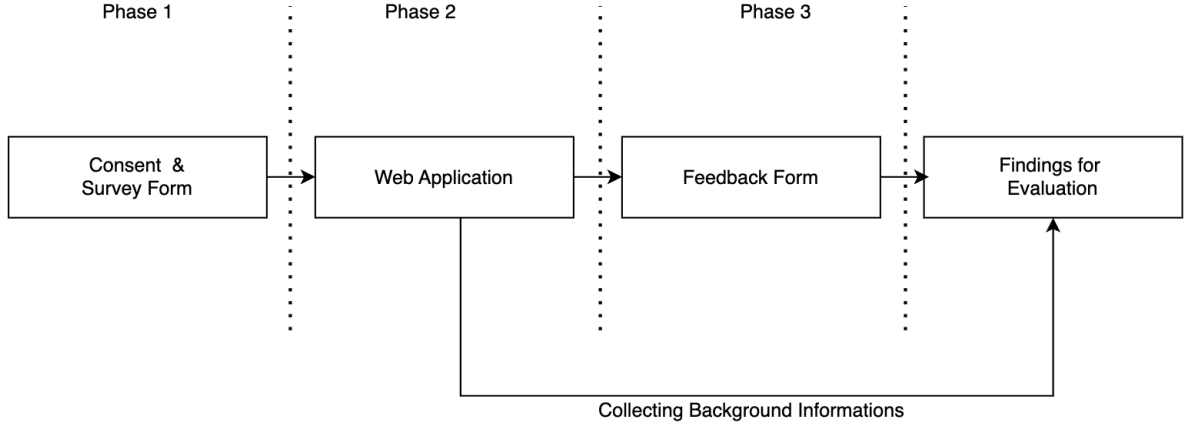 Phase 1
Phase 2
Phase 3
Consent &
Survey Form
Web Application
Feedback Form
Findings for
Evaluation
Collecting Background Informations